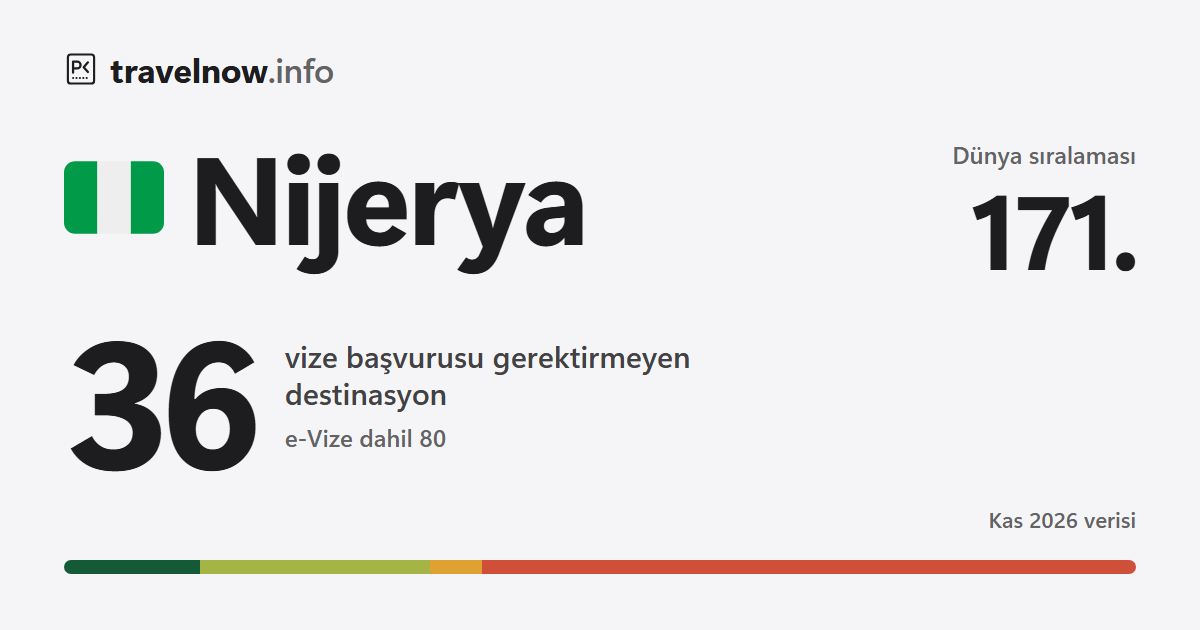 travelnow.info
Nijerya
Dünya sıralaması
171.
36
vize başvurusu gerektirmeyen
destinasyon
e-Vize dahil 80
Kas 2026 verisi